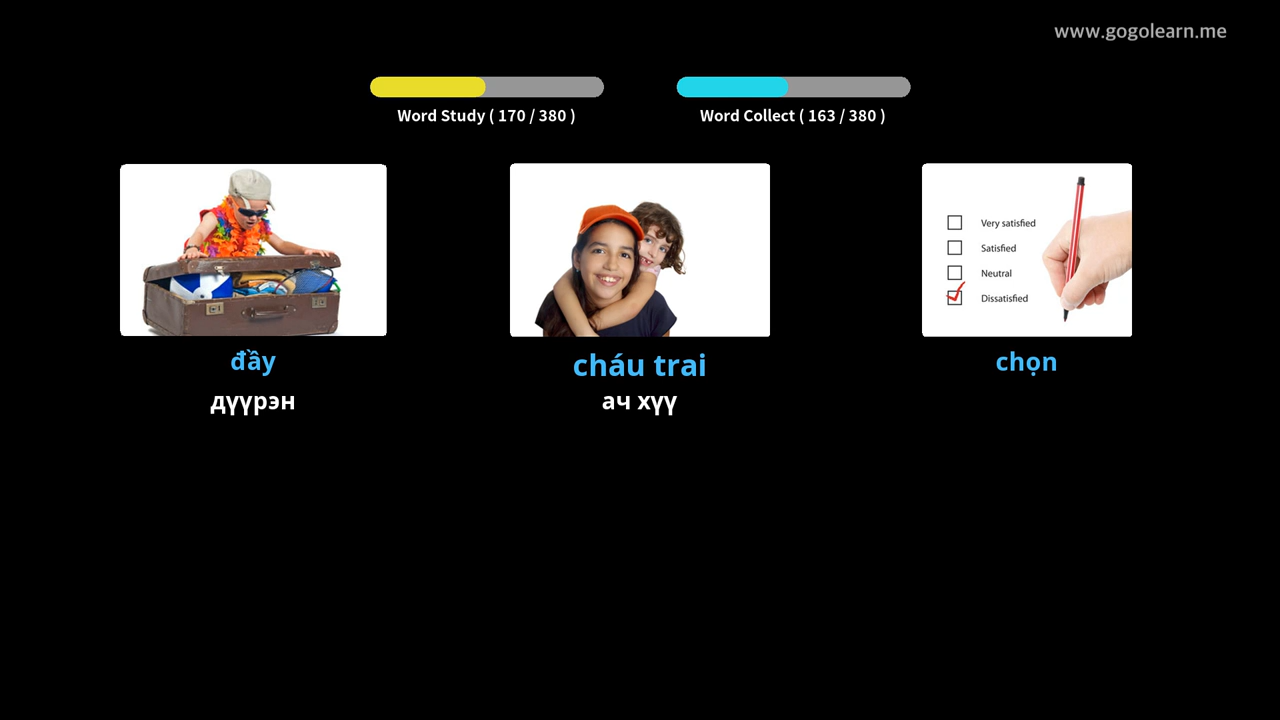 www.gogolearn.me
Word Study ( 170 / 380 )
Word Collect ( 163 / 380 )
Very satisfied
Satisfied
Neutral
Dissatisfied
đầy
cháu trai
chọn
дүүрэн
ач хүү